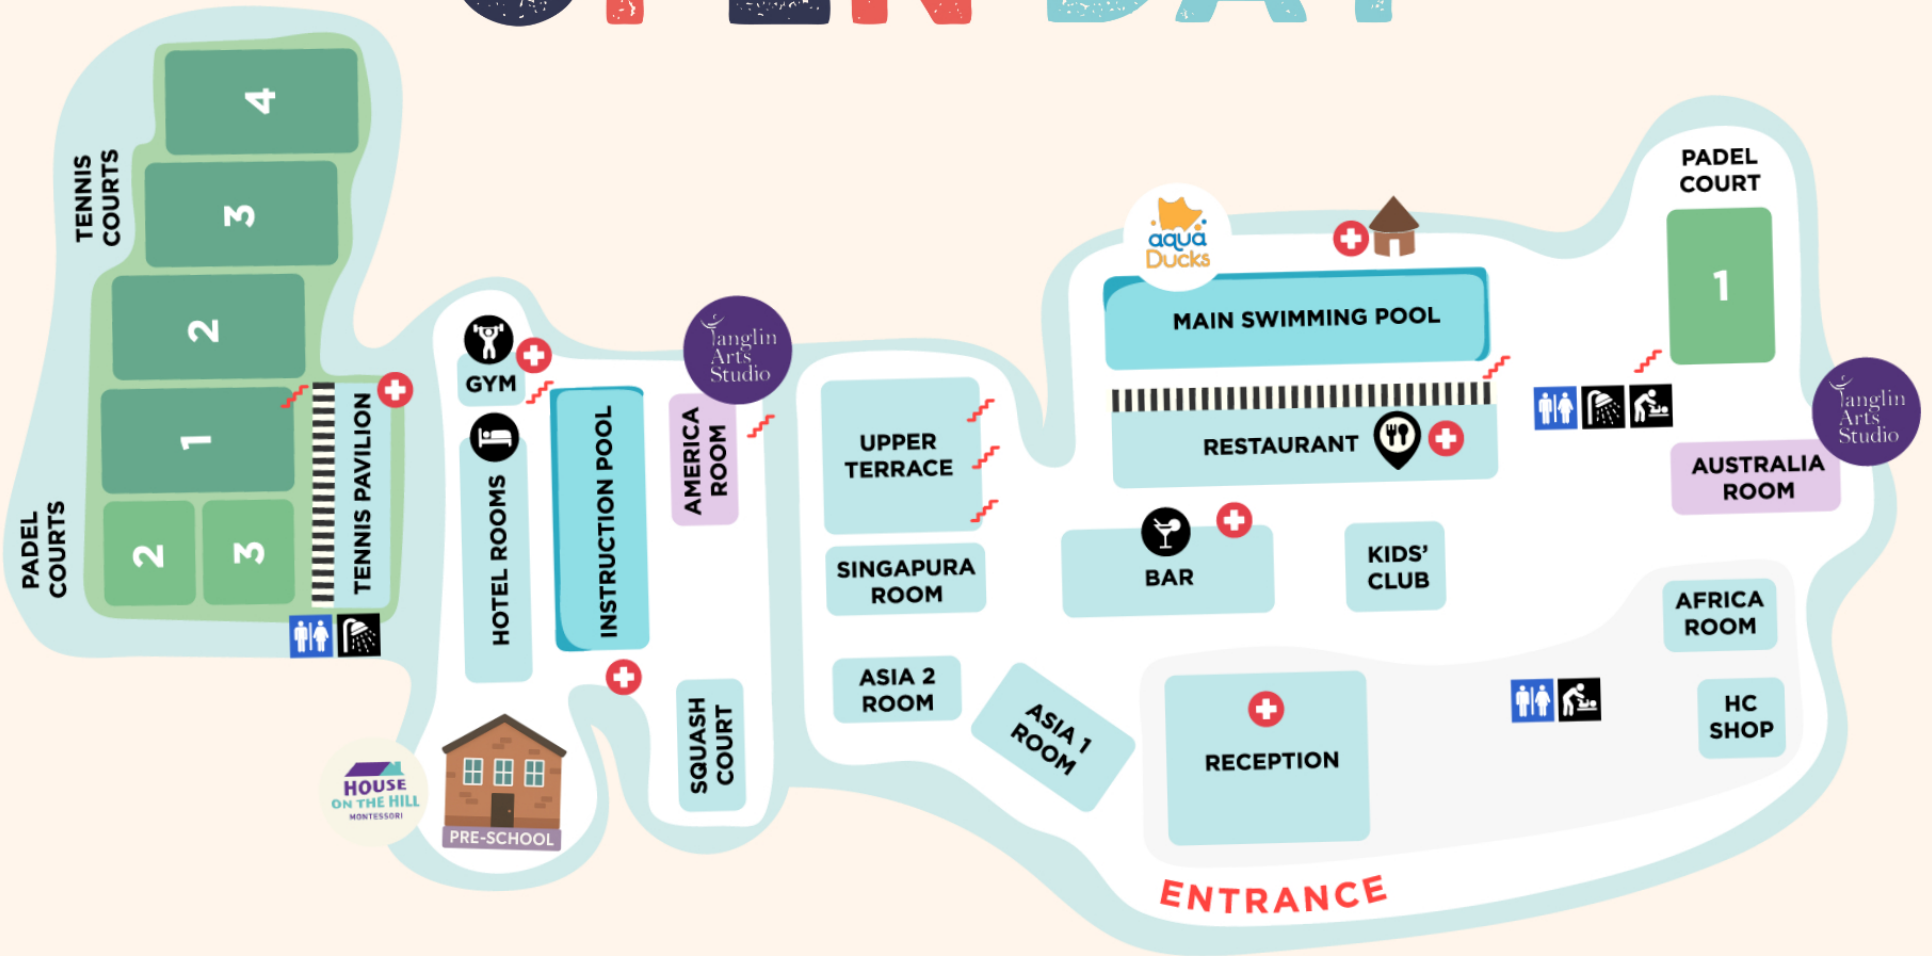 OPEN DAY
4
3
2
1
TENNIS
COURTS
2
3
PADEL
COURTS
TENNIS PAVILION
GYM
HOTEL ROOMS
INSTRUCTION POOL
HOUSE
ON THE HILL
MONTESSORI
PRE-SCHOOL
Tanglin
Arts
Studio
AMERICA
ROOM
SQUASH
COURT
UPPER
TERRACE
SINGAPURA
ROOM
ASIA 2
ROOM
ASIA 1
ROOM
aqua
Ducks
MAIN SWIMMING POOL
RESTAURANT
BAR
KIDS'
CLUB
RECEPTION
ENTRANCE
PADEL
COURT
1
Tanglin
Arts
Studio
AUSTRALIA
ROOM
AFRICA
ROOM
HC
SHOP